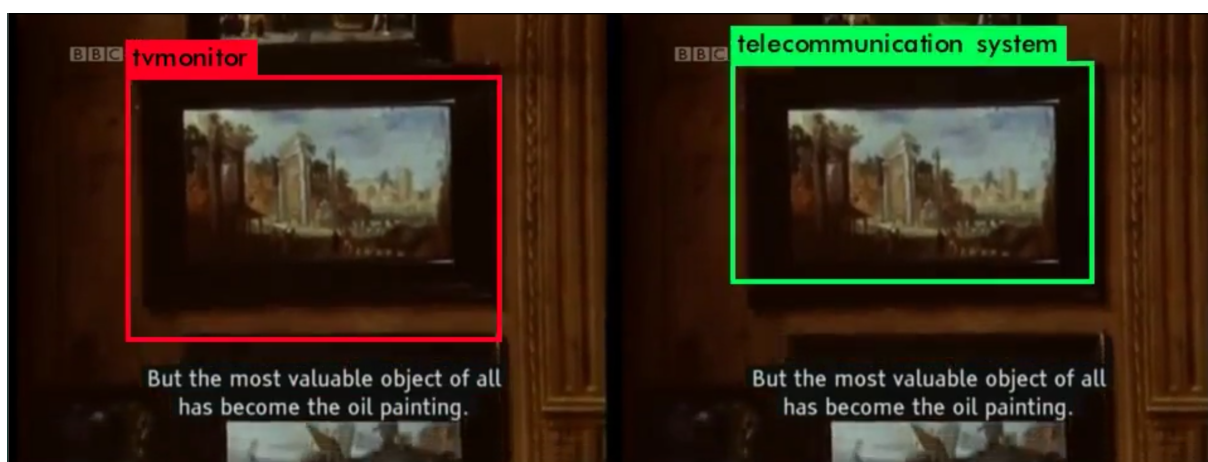 BBC
tvmonitor
But the most valuable object of all
has become the oil painting.
BBC
telecommunication system
But the most valuable object of all
has become the oil painting.